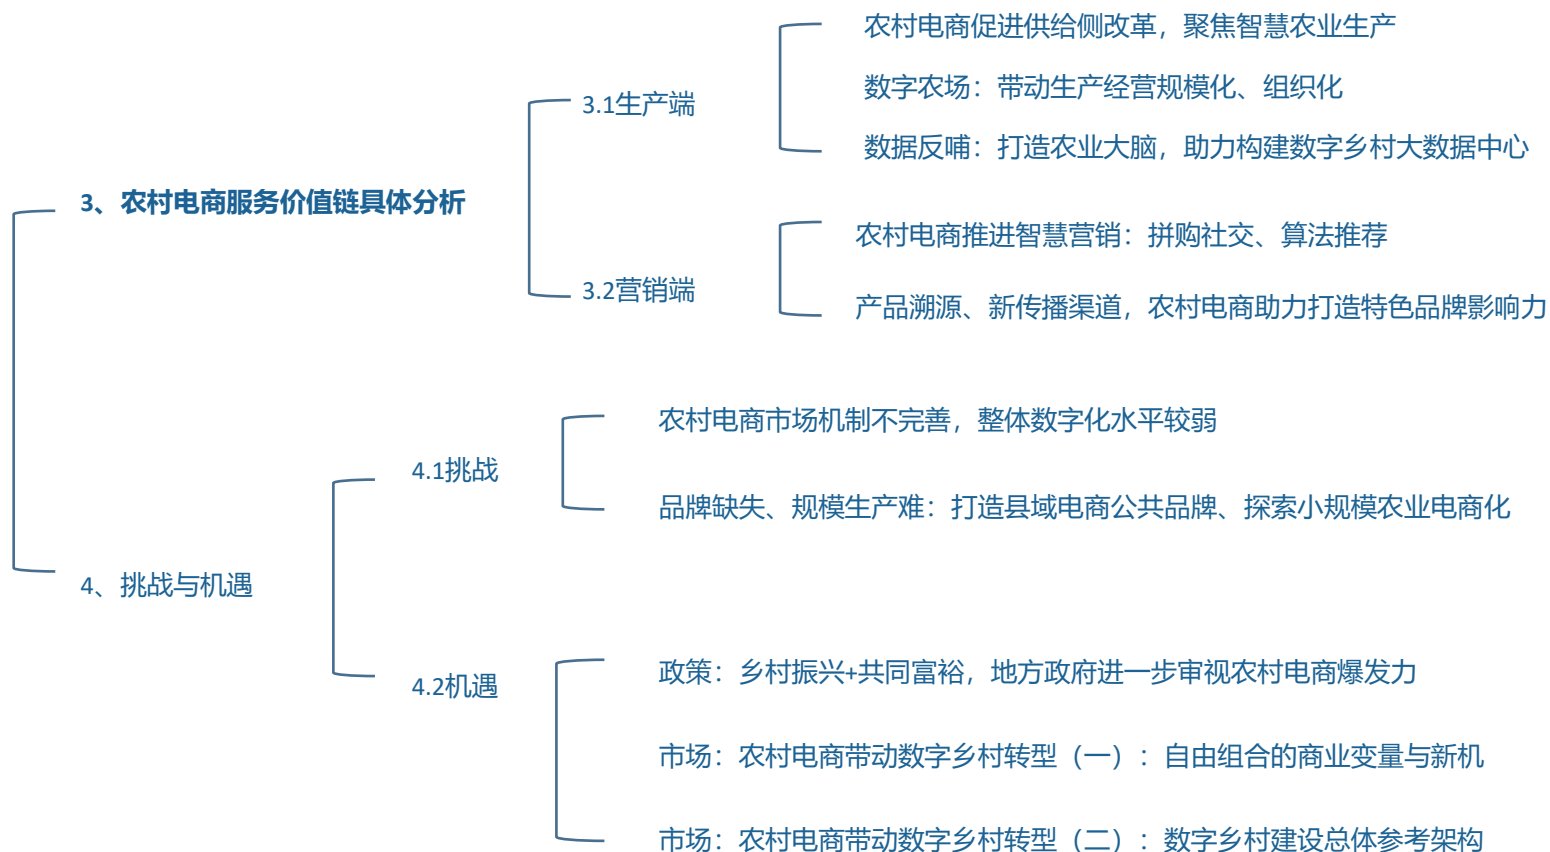 3、农村电商服务价值链具体分析
3.1生产端
农村电商促进供给侧改革，聚焦智慧农业生产
数字农场：带动生产经营规模化、组织化
数据反哺：打造农业大脑，助力构建数字乡村大数据中心
3.2营销端
农村电商推进智慧营销：拼购社交、算法推荐
产品溯源、新传播渠道，农村电商助力打造特色品牌影响力
4、挑战与机遇
4.1挑战
农村电商市场机制不完善，整体数字化水平较弱
品牌缺失、规模生产难：打造县域电商公共品牌、探索小规模农业电商化
4.2机遇
政策：乡村振兴+共同富裕，地方政府进一步审视农村电商爆发力
市场：农村电商带动数字乡村转型（一）：自由组合的商业变量与新机
市场：农村电商带动数字乡村转型（二）：数字乡村建设总体参考架构